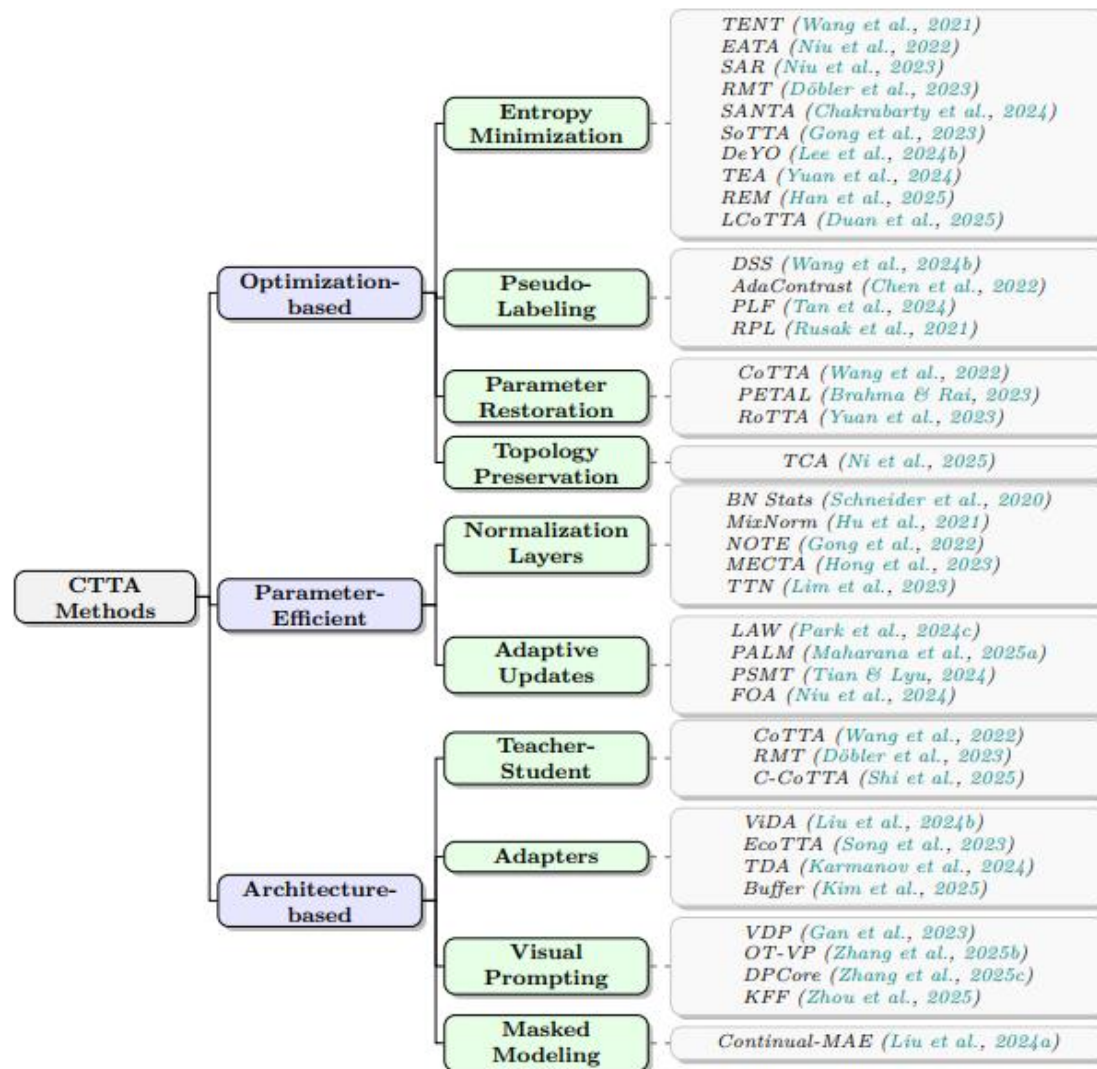 CTTA
Methods
Optimization-
based
Entropy
Minimization
TENT (Wang et al., 2021)
EATA (Niu et al., 2022)
SAR (Niu et al., 2023)
RMT (Döbler et al., 2023)
SANTA (Chakrabarty et al., 2024)
SoTTA (Gong et al., 2023)
DeYO (Lee et al., 2024b)
TEA (Yuan et al., 2024)
REM (Han et al., 2025)
LCoTTA (Duan et al., 2025)
Pseudo-
Labeling
DSS (Wang et al., 2024b)
AdaContrast (Chen et al., 2022)
PLF (Tan et al., 2024)
RPL (Rusak et al., 2021)
Parameter
Restoration
CoTTA (Wang et al., 2022)
PETAL (Brahma & Rai, 2023)
RoTTA (Yuan et al., 2023)
Topology
Preservation
TCA (Ni et al., 2025)
Parameter-
Efficient
Normalization
Layers
BN Stats (Schneider et al., 2020)
MixNorm (Hu et al., 2021)
NOTE (Gong et al., 2022)
MECTA (Hong et al., 2023)
TTN (Lim et al., 2023)
Adaptive
Updates
LAW (Park et al., 2024c)
PALM (Maharana et al., 2025a)
PSMT (Tian & Lyu, 2024)
FOA (Niu et al., 2024)
Architecture-
based
Teacher-
Student
CoTTA (Wang et al., 2022)
RMT (Döbler et al., 2023)
C-CoTTA (Shi et al., 2025)
Adapters
ViDA (Liu et al., 2024b)
EcoTTA (Song et al., 2023)
TDA (Karmanov et al., 2024)
Buffer (Kim et al., 2025)
Visual
Prompting
VDP (Gan et al., 2023)
OT-VP (Zhang et al., 2025b)
DPCore (Zhang et al., 2025c)
KFF (Zhou et al., 2025)
Masked
Modeling
Continual-MAE (Liu et al., 2024a)